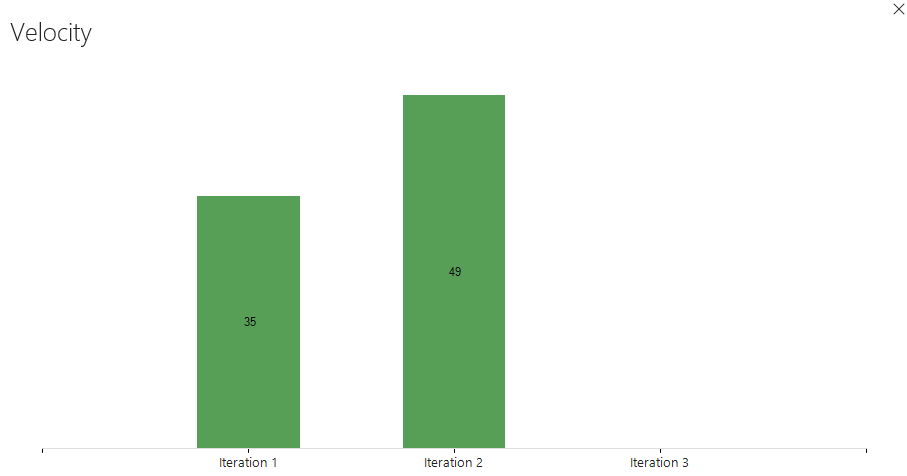 Velocity
49
35
Iteration 1 Iteration 2 Iteration 3